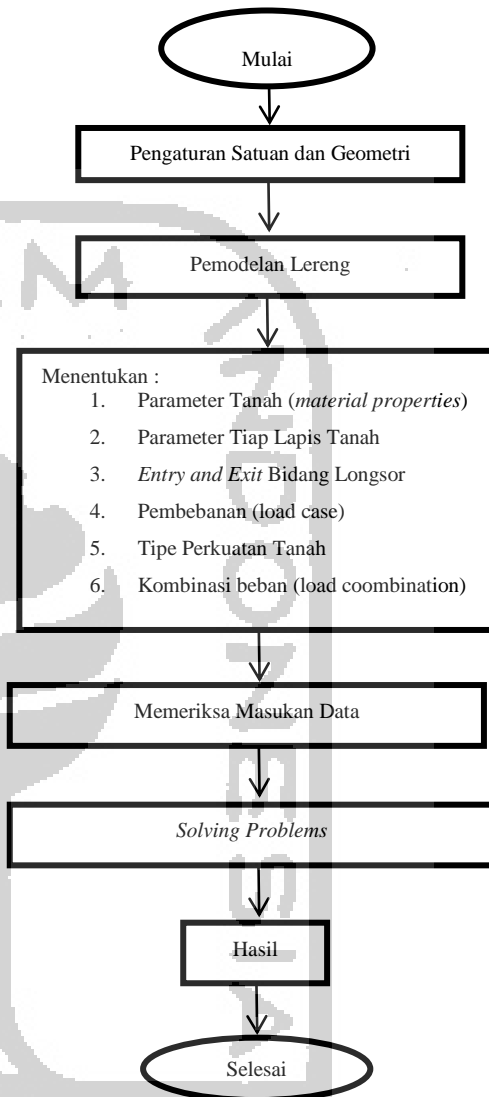 Mulai
Pengaturan Satuan dan Geometri
Pemodelan Lereng
Menentukan :
1. Parameter Tanah (material properties)
2. Parameter Tiap Lapis Tanah
3. Entry and Exit Bidang Longsor
4. Pembebanan (load case)
5. Tipe Perkuatan Tanah
6. Kombinasi beban (load coombination)
Memeriksa Masukan Data
Solving Problems
Hasil
Selesai
INDONESIA